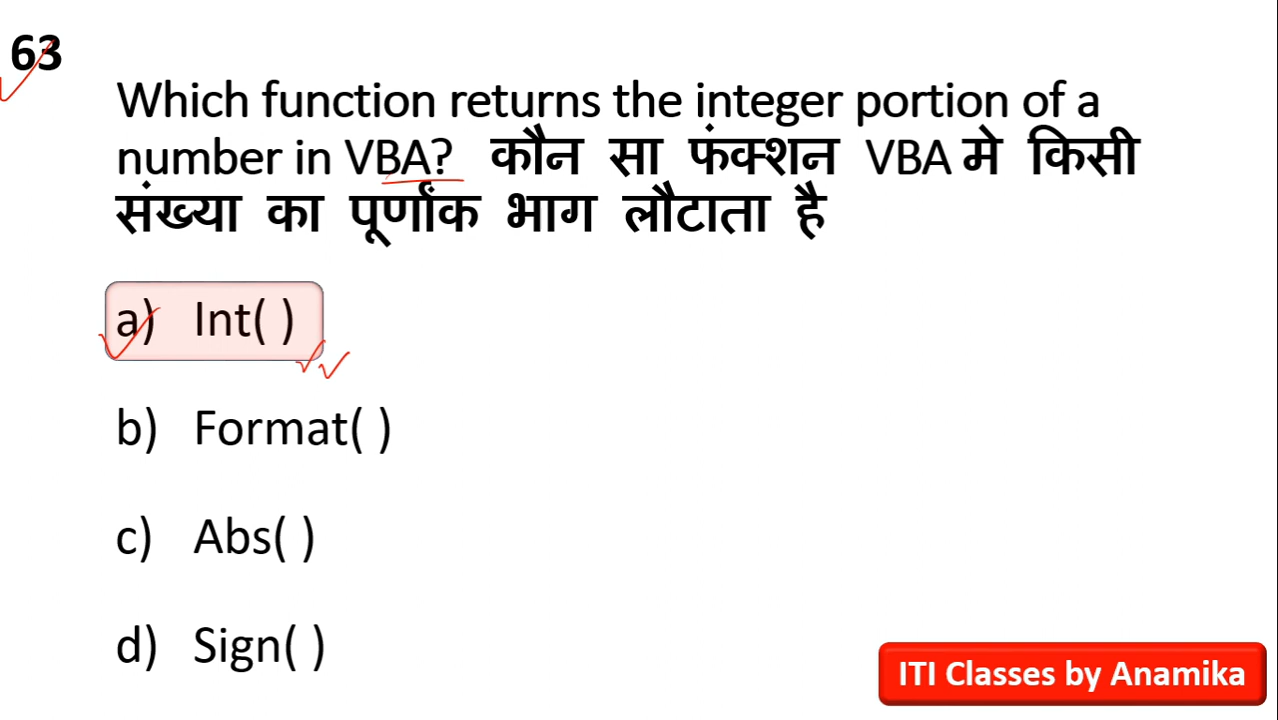 63
Which function returns the integer portion of a
number in VBA? कौन सा फंक्शन VBA मे किसी
संख्या का पूर्णांक भाग लौटाता है
a) Int( )
b) Format( )
c) Abs( )
d) Sign( )
ITI Classes by Anamika